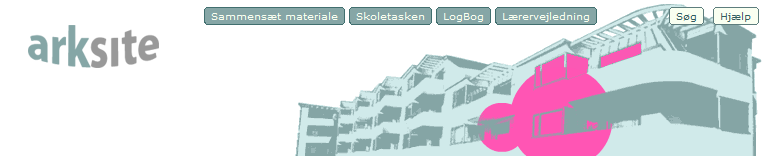 Sammensæt materiale Skoletasken LogBog Lærervejledning Søg Hjælp
arksite